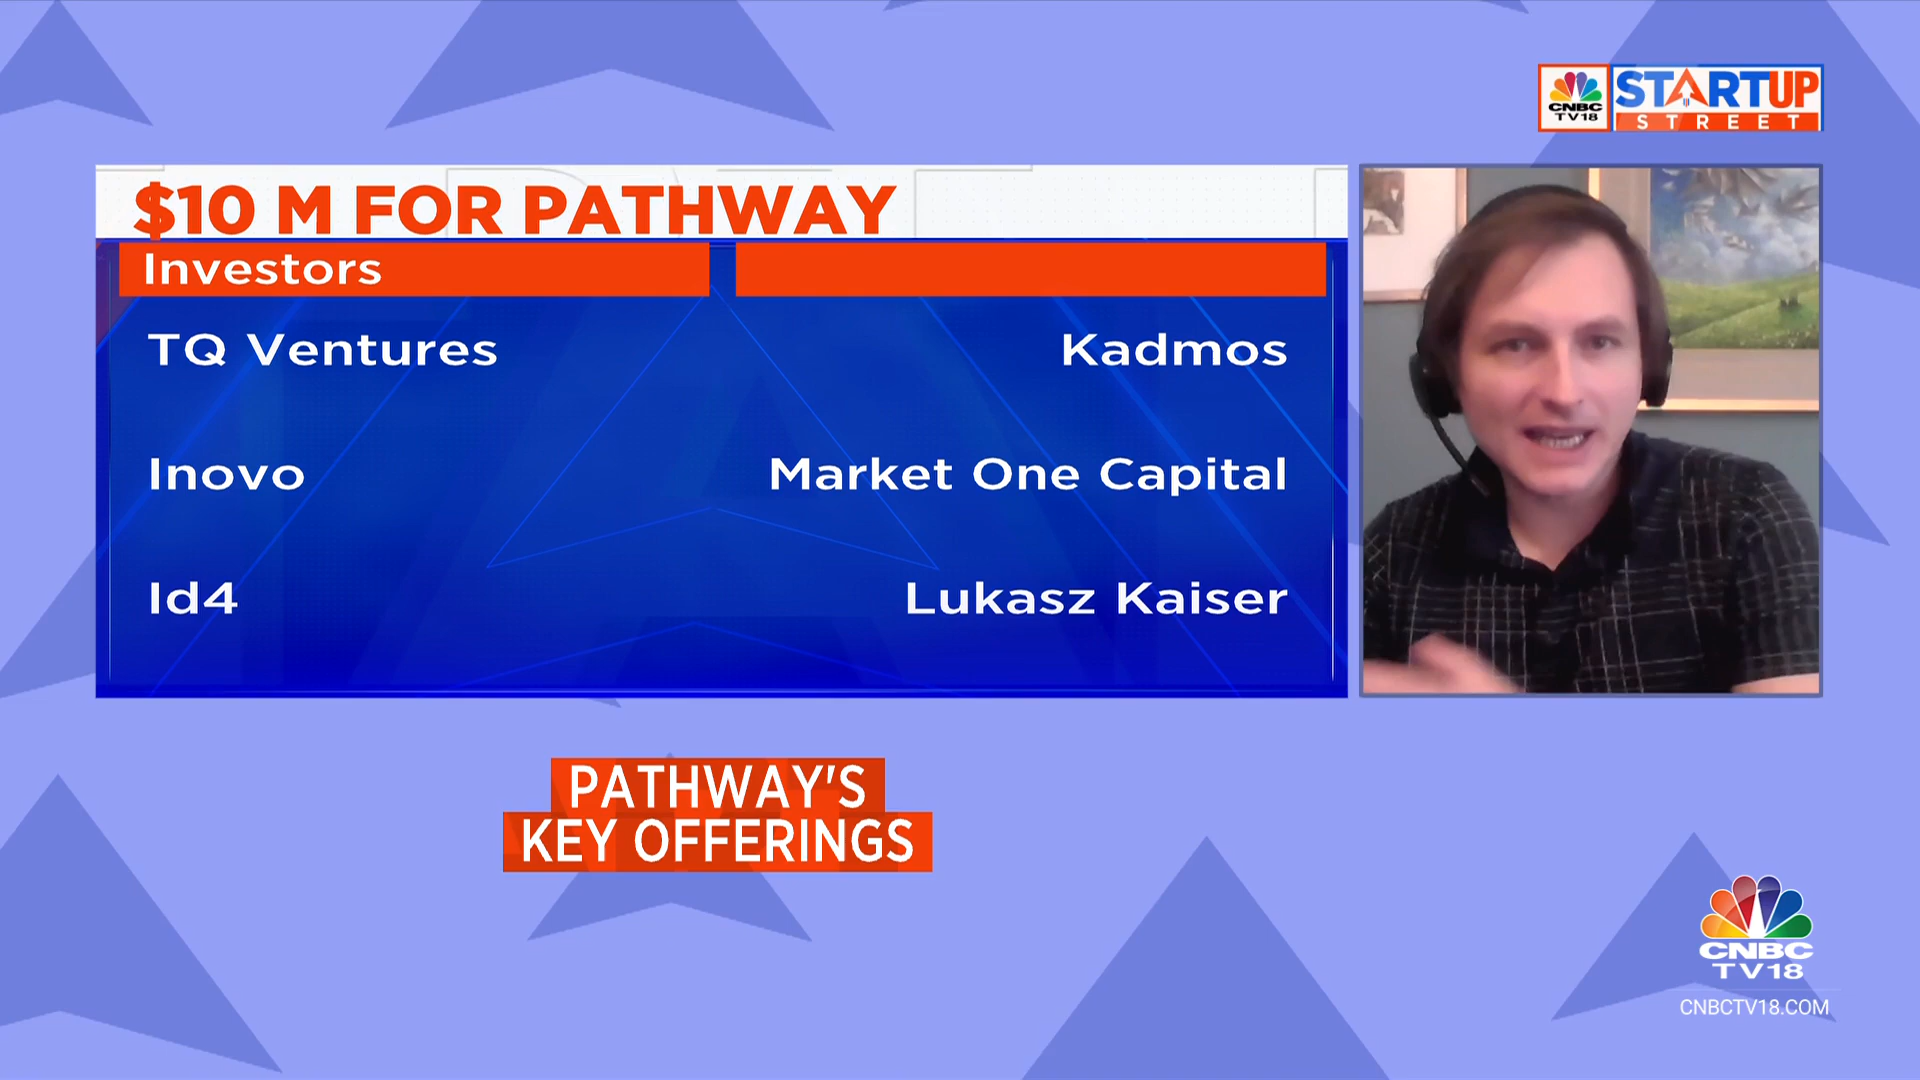 CNBC
TV18
STARTUP
STREET
$10 M FOR PATHWAY
Investors
TQ Ventures
Kadmos
Inovo
Market One Capital
Id4
Lukasz Kaiser
PATHWAY'S
KEY OFFERINGS
CNBC
TV18
CNBCTV18.COM